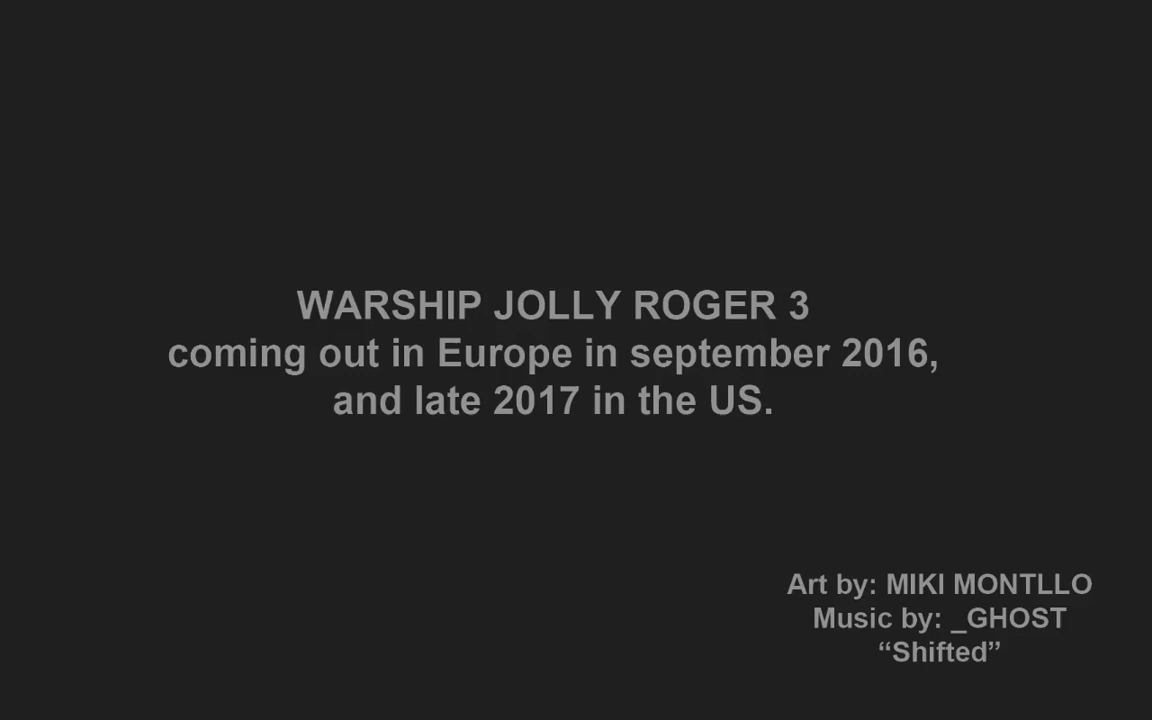 WARSHIP JOLLY ROGER 3
coming out in Europe in september 2016,
and late 2017 in the US.
Art by: MIKI MONTLLO
Music by: _GHOST
“Shifted”